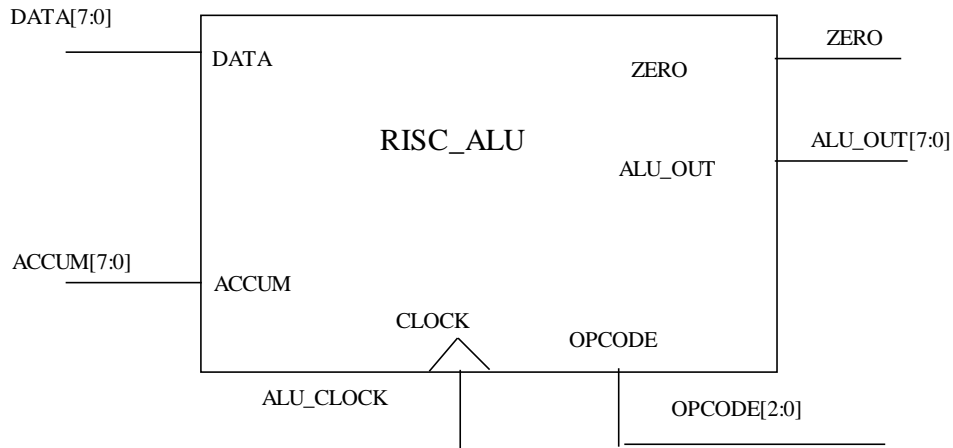 DATA[7:0]
ZERO
DATA
ZERO
RISC_ALU
ALU_OUT[7:0]
ALU_OUT
ACCUM[7:0]
ACCUM
CLOCK
OPCODE
ALU_CLOCK
OPCODE[2:0]